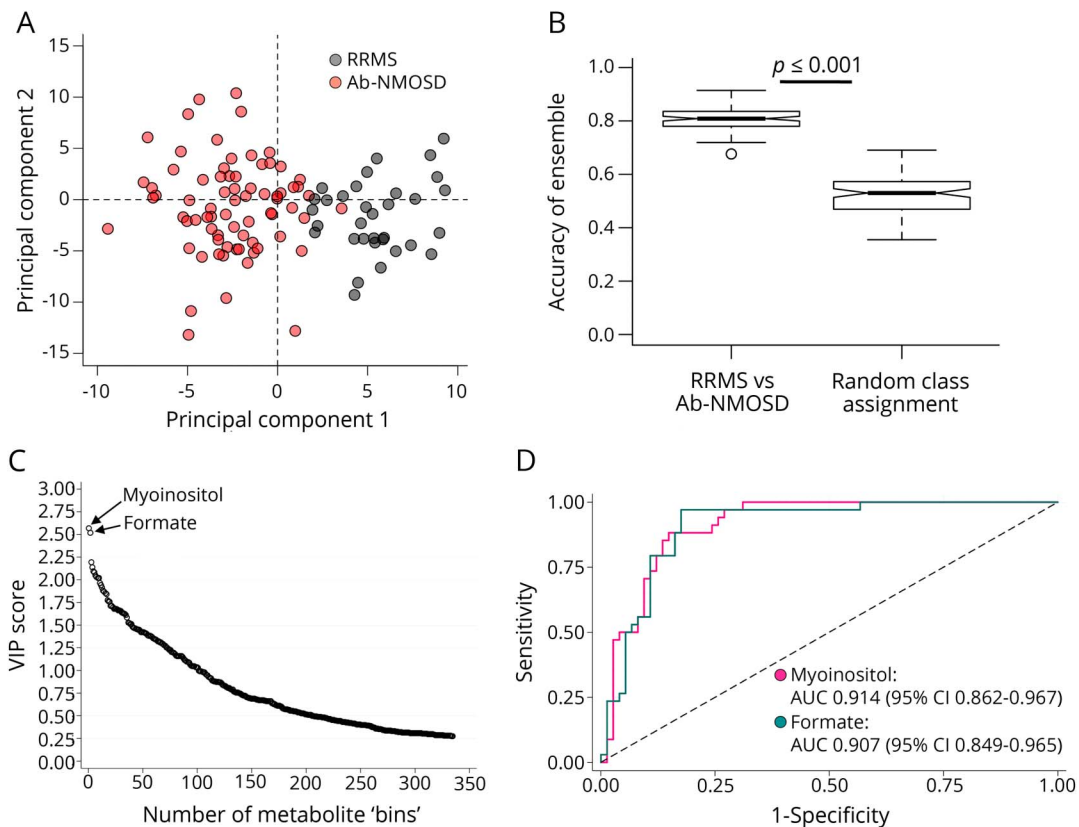 A
RRMS
Ab-NMOSD
Principal component 2
15
10
5
0
-5
-10
-15
-10
-5
0
5
10
Principal component 1
B
p ≤ 0.001
Accuracy of ensemble
1.0
0.8
0.6
0.4
0.2
0.0
RRMS vs
Ab-NMOSD
Random class
assignment
C
Myoinositol
Formate
VIP score
3.00
2.75
2.50
2.25
2.00
1.75
1.50
1.25
1.00
0.75
0.50
0.25
0.00
0
50
100
150
200
250
300
350
Number of metabolite ‘bins’
D
Sensitivity
1.00
0.75
0.50
0.25
0.00
Myoinositol:
AUC 0.914 (95% CI 0.862-0.967)
Formate:
AUC 0.907 (95% CI 0.849-0.965)
0.00
0.25
0.50
0.75
1.00
1-Specificity